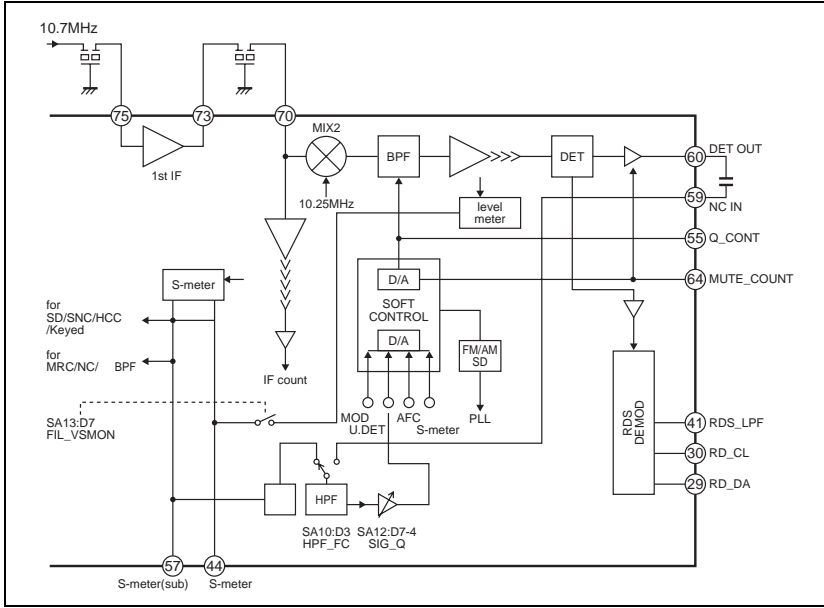 10.7MHz
75
73
70
1st IF
MIX2
10.25MHz
BPF
DET
level
meter
60
DET OUT
59
NC IN
55
Q_CONT
64
MUTE_COUNT
S-meter
for
SD/SNC/HCC
/Keyed
for
MRC/NC/ BPF
IF count
D/A
SOFT
CONTROL
D/A
FM/AM
SD
PLL
MOD
U.DET
AFC
S-meter
SA13:D7
FIL_VSMON
HPF
SA10:D3
HPF_FC
SA12:D7-4
SIG_Q
RDS
DEMOD
41
RDS_LPF
30
RD_CL
29
RD_DA
57
S-meter(sub)
44
S-meter